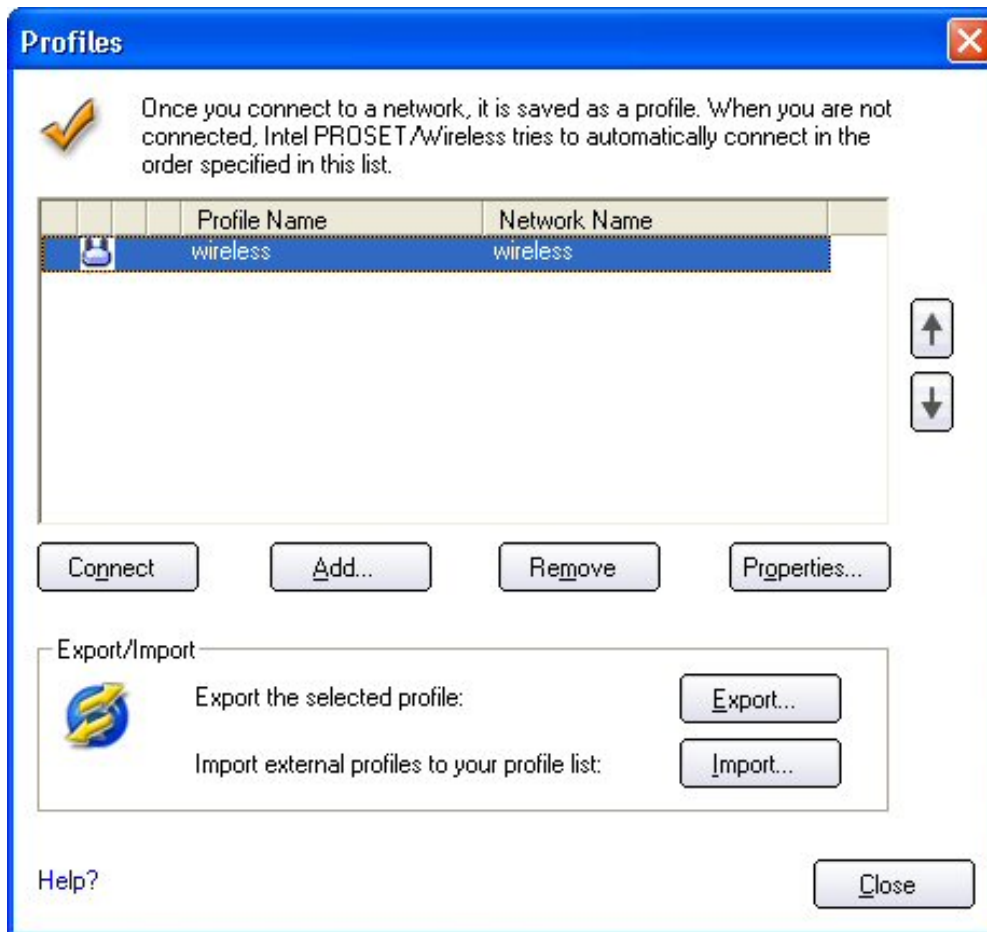 Profiles
Once you connect to a network, it is saved as a profile. When you are not
connected, Intel PROSET/Wireless tries to automatically connect in the
order specified in this list.
Profile Name Network Name
wireless wireless
Connect Add... Remove Properties...
Export/Import
Export the selected profile: Export...
Import external profiles to your profile list: Import...
Help? Close